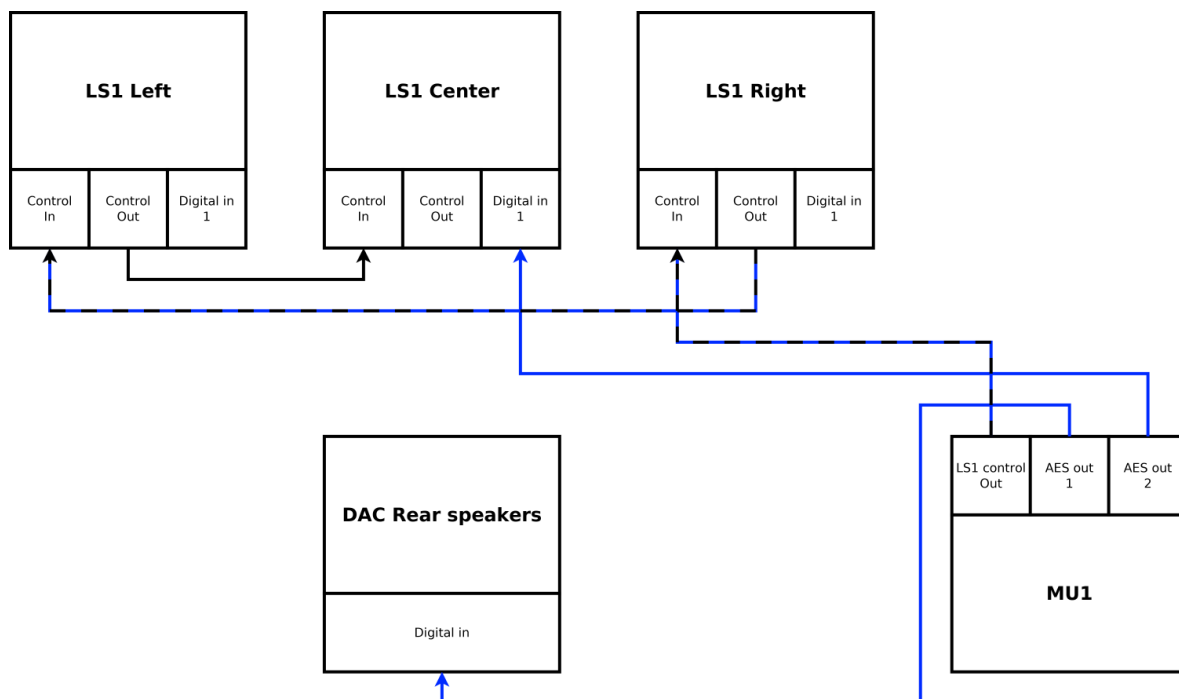 LS1 Left
LS1 Center
LS1 Right
Control
In
Control
Out
Digital in
1
Control
In
Control
Out
Digital in
1
Control
In
Control
Out
Digital in
1
DAC Rear speakers
Digital in
LS1 control
Out
AES out
1
AES out
2
MU1